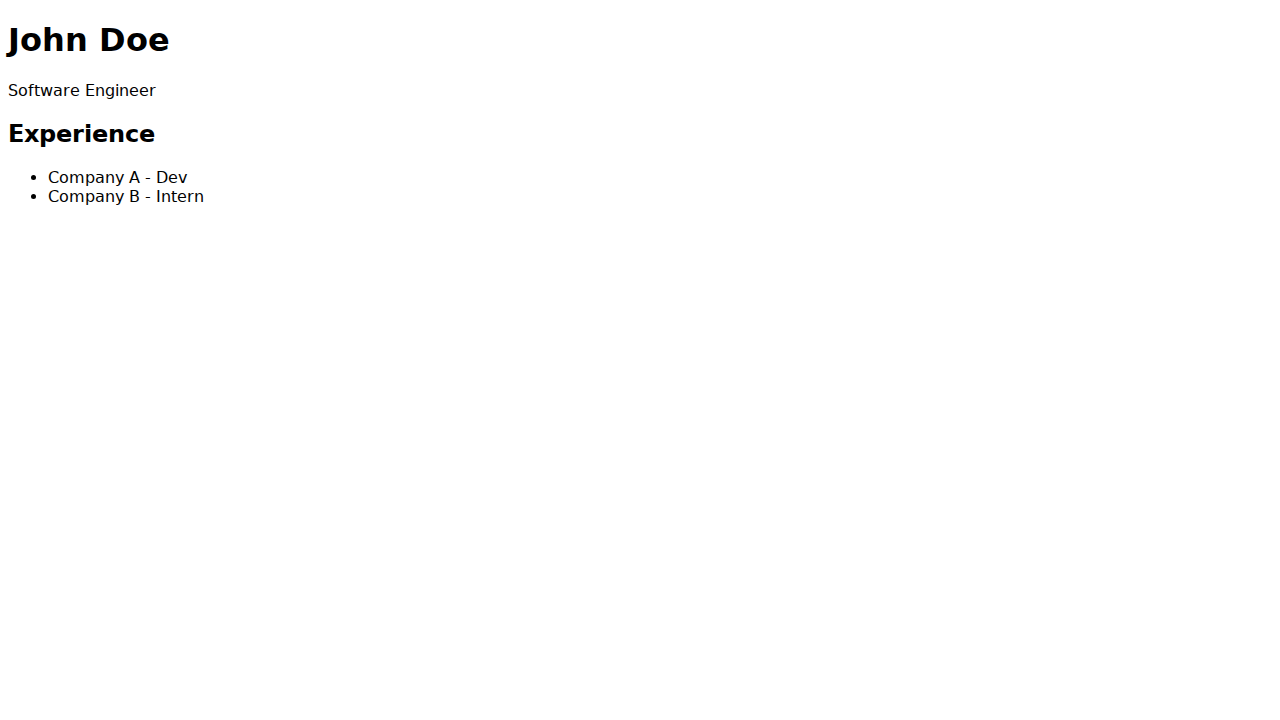 John Doe
Software Engineer
Experience
Company A - Dev
Company B - Intern